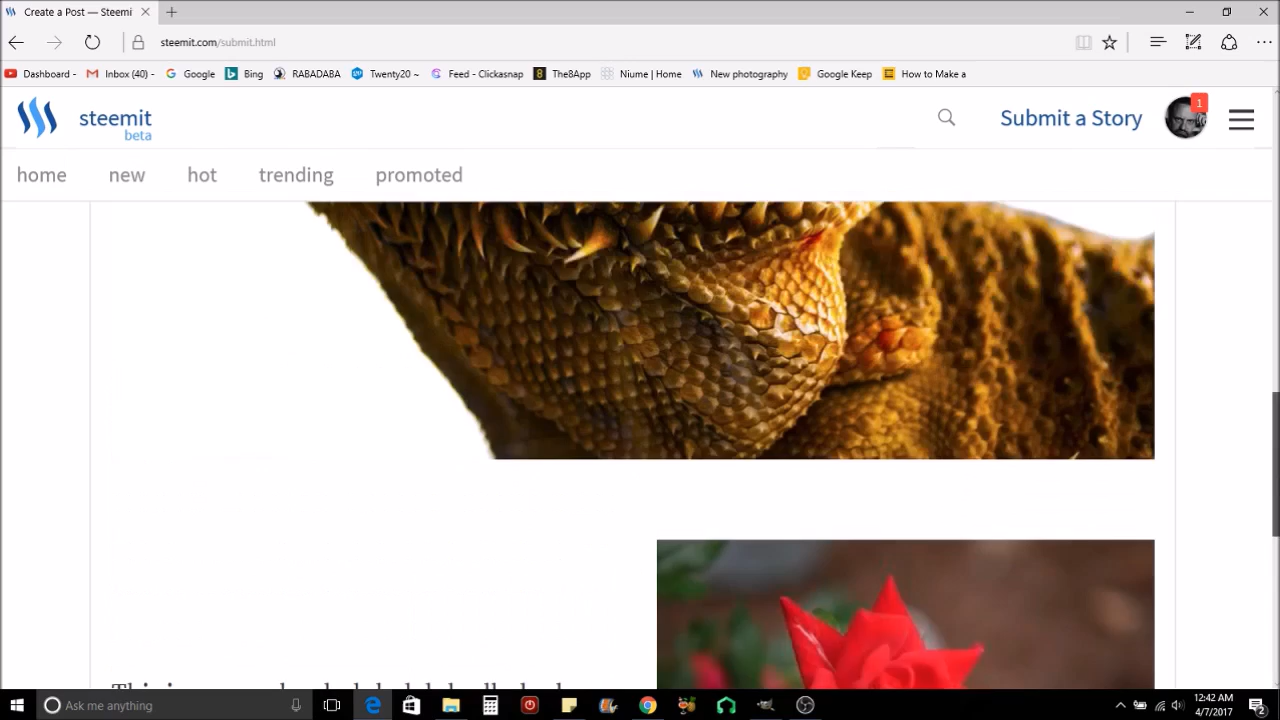 Create a Post — Steemi
steemit.com/submit.html
Dashboard - Inbox (40) - Google Bing RABADABA Twenty20 ~ Feed - Clickasnap The8App Niume | Home New photography Google Keep How to Make a
steemit
beta
Submit a Story
1
home new hot trending promoted
Ask me anything
12:42 AM
4/7/2017
2